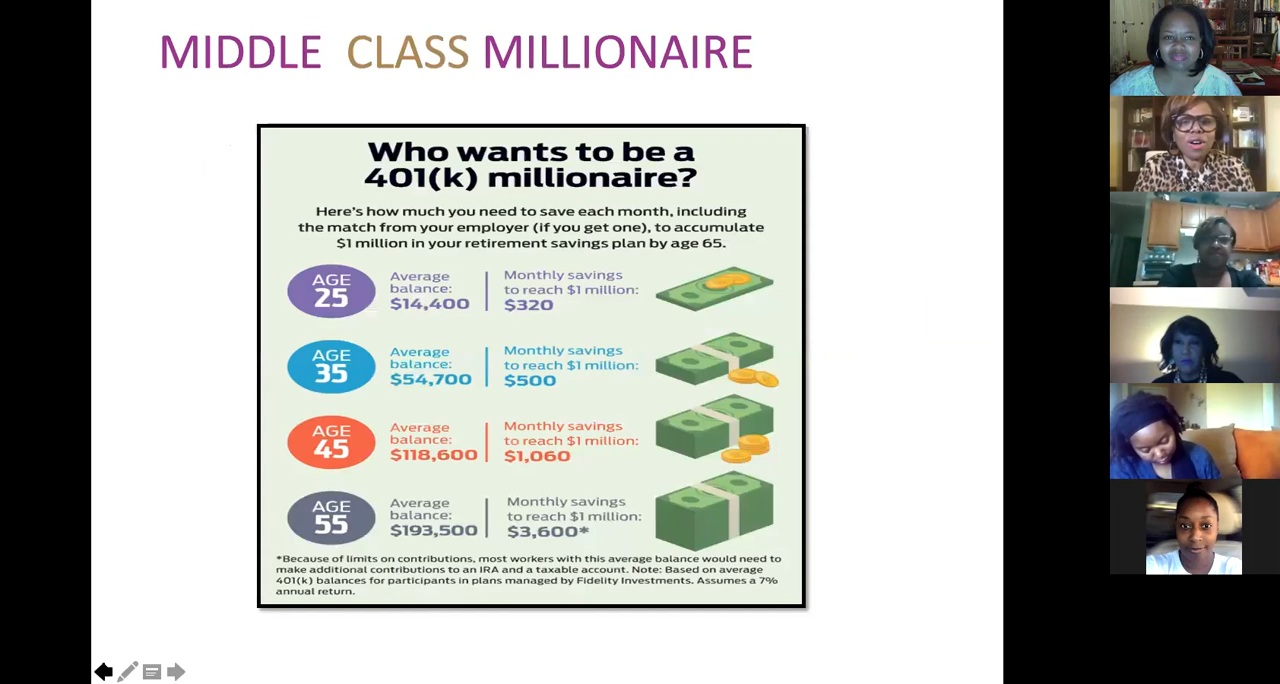 MIDDLE CLASS MILLIONAIRE
Who wants to be a
401(k) millionaire?
Here's how much you need to save each month, including
the match from your employer (if you get one), to accumulate
$1 million in your retirement savings plan by age 65.
AGE
25
Average
balance:
$14,400
Monthly savings
to reach $1 million:
$320
AGE
35
Average
balance:
$54,700
Monthly savings
to reach $1 million:
$500
AGE
45
Average
balance:
$118,600
Monthly savings
to reach $1 million:
$1,060
AGE
55
Average
balance:
$193,500
Monthly savings
to reach $1 million:
$3,600*
*Because of limits on contributions, most workers with this average balance would need to
make additional contributions to an IRA and a taxable account. Note: Based on average
401(k) balances for participants in plans managed by Fidelity Investments. Assumes a 7%
annual return.